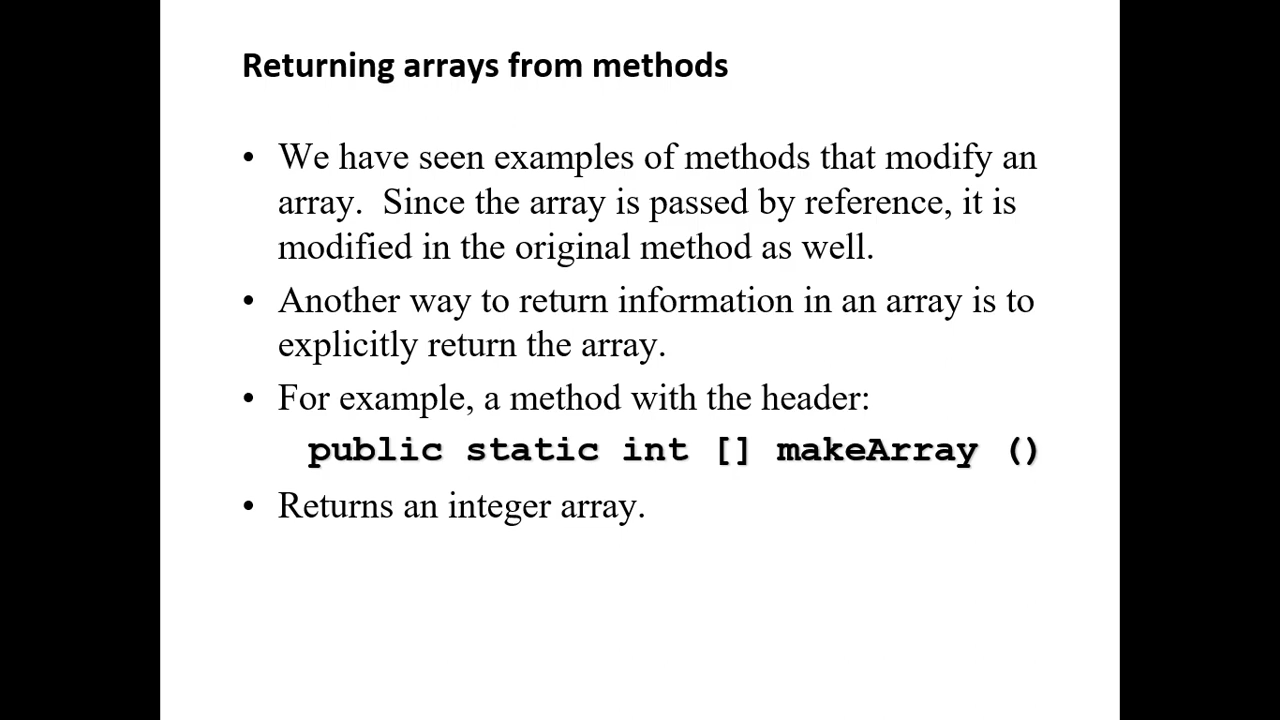 Returning arrays from methods
• We have seen examples of methods that modify an
array.  Since the array is passed by reference, it is
modified in the original method as well.
• Another way to return information in an array is to
explicitly return the array.
• For example, a method with the header:
public static int [] makeArray ()
• Returns an integer array.